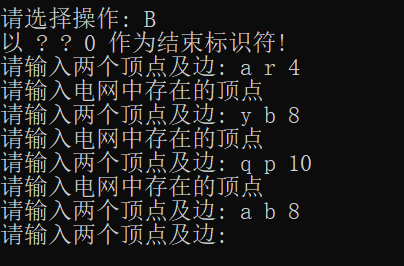 请选择操作: B
以 ? ? 0 作为结束标识符!
请输入两个顶点及边: a r 4
请输入电网中存在的顶点
请输入两个顶点及边: y b 8
请输入电网中存在的顶点
请输入两个顶点及边: q p 10
请输入电网中存在的顶点
请输入两个顶点及边: a b 8
请输入两个顶点及边: